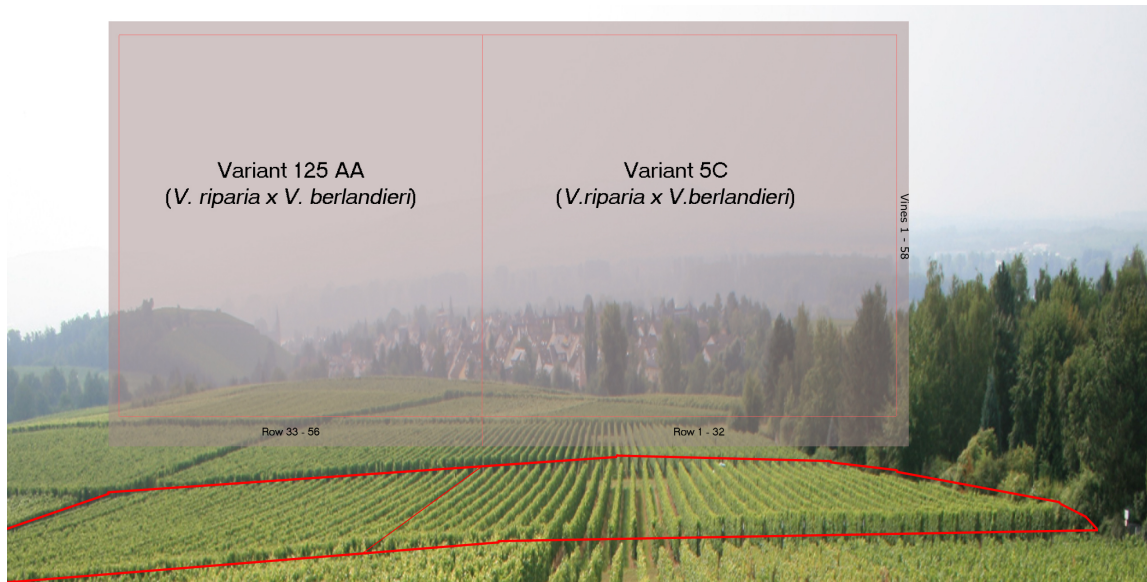 Variant 125 AA
(V. riparia x V. berlandieri)
Variant 5C
(V.riparia x V.berlandieri)
Vines 1 - 58
Row 33 - 56
Row 1 - 32